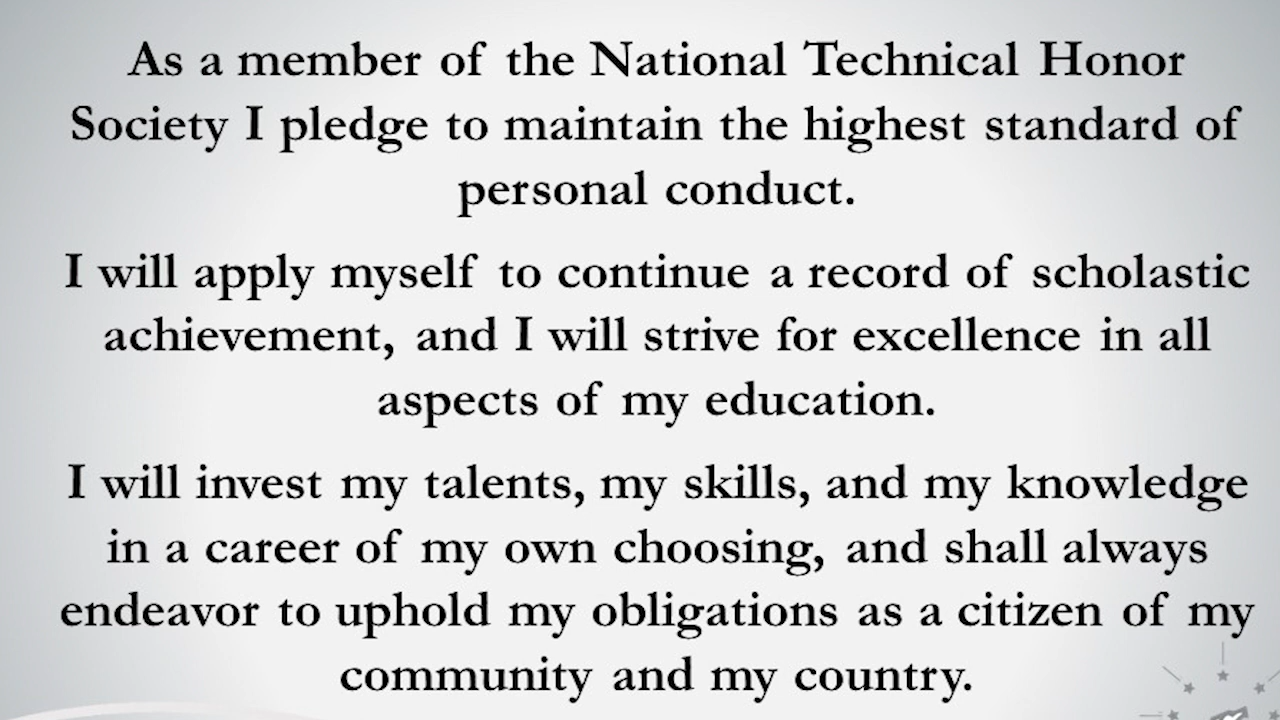 As a member of the National Technical Honor
Society I pledge to maintain the highest standard of
personal conduct.
I will apply myself to continue a record of scholastic
achievement, and I will strive for excellence in all
aspects of my education.
I will invest my talents, my skills, and my knowledge
in a career of my own choosing, and shall always
endeavor to uphold my obligations as a citizen of my
community and my country.